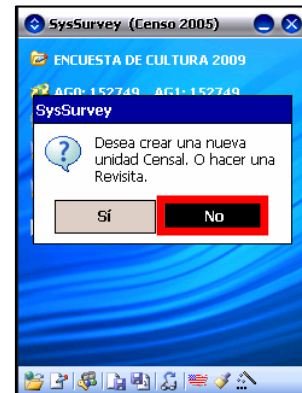 SysSurvey (Censo 2005)
ENCUESTA DE CULTURA 2009
AG0: 152749 AG1: 152749
SysSurvey
Desea crear una nueva
unidad Censal. O hacer una
Revisita.
Sí No